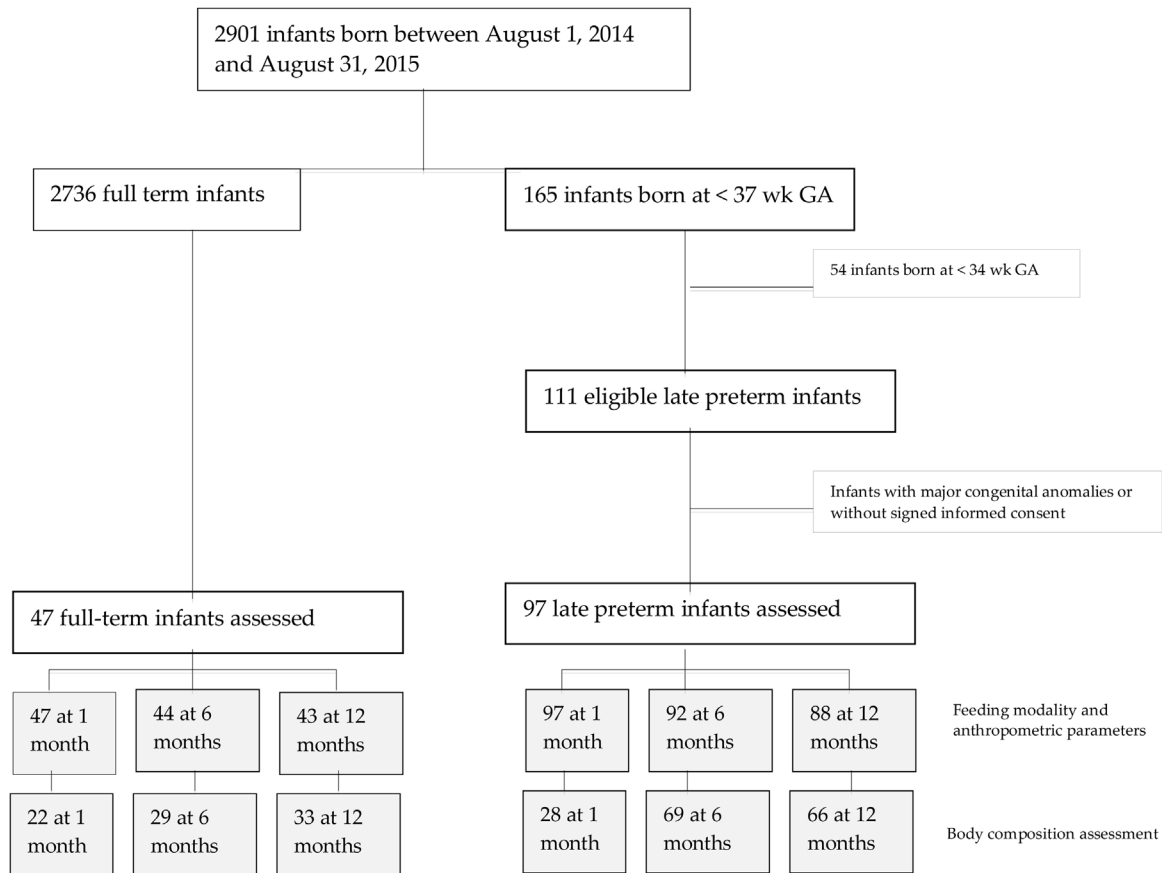 2901 infants born between August 1, 2014
and August 31, 2015
2736 full term infants
165 infants born at < 37 wk GA
54 infants born at < 34 wk GA
111 eligible late preterm infants
Infants with major congenital anomalies or
without signed informed consent
47 full-term infants assessed
97 late preterm infants assessed
47 at 1
month
44 at 6
months
43 at 12
months
97 at 1
month
92 at 6
months
88 at 12
months
Feeding modality and
anthropometric parameters
22 at 1
month
29 at 6
months
33 at 12
months
28 at 1
month
69 at 6
months
66 at 12
months
Body composition assessment